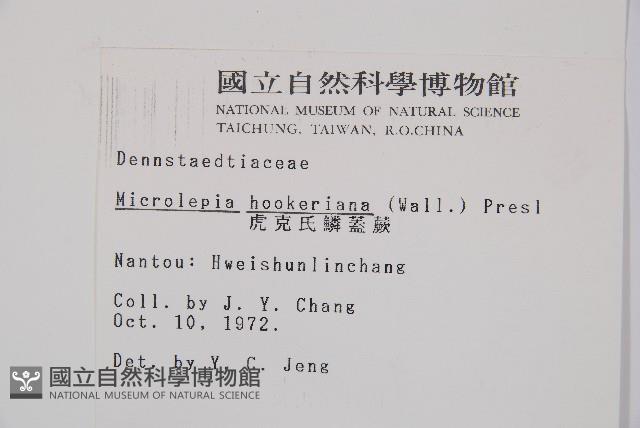 國立自然科學博物館
NATIONAL MUSEUM OF NATURAL SCIENCE
TAICHUNG, TAIWAN, R.O.CHINA
Dennstaedtiaceae
Microlepia hookeriana (Wall.) Presl
虎克氏鱗蓋蕨
Nantou: Hweishunlinchang
Coll. by J. Y. Chang
Oct. 10, 1972.
Det. by Y. C. Jeng
國立自然科學博物館
NATIONAL MUSEUM OF NATURAL SCIENCE